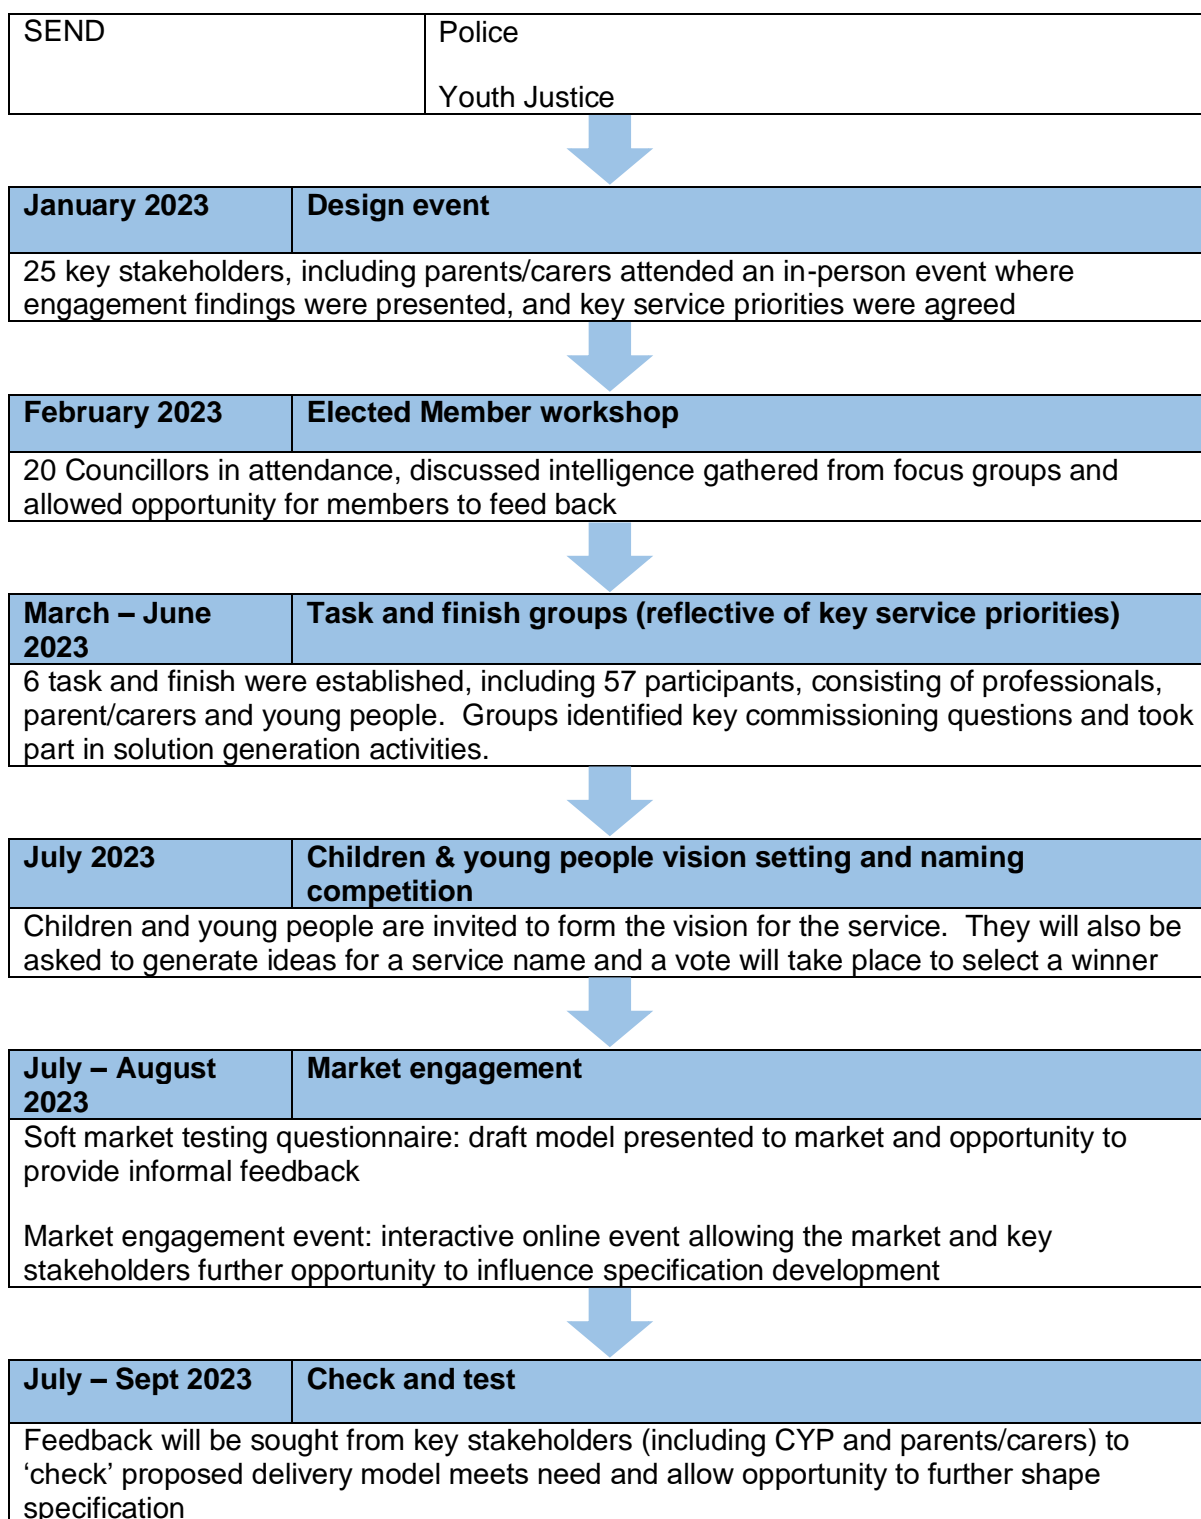 SEND
Police
Youth Justice
January 2023
Design event
25 key stakeholders, including parents/carers attended an in-person event where
engagement findings were presented, and key service priorities were agreed
February 2023
Elected Member workshop
20 Councillors in attendance, discussed intelligence gathered from focus groups and
allowed opportunity for members to feed back
March – June
2023
Task and finish groups (reflective of key service priorities)
6 task and finish were established, including 57 participants, consisting of professionals,
parent/carers and young people.  Groups identified key commissioning questions and took
part in solution generation activities.
July 2023
Children & young people vision setting and naming
competition
Children and young people are invited to form the vision for the service.  They will also be
asked to generate ideas for a service name and a vote will take place to select a winner
July – August
2023
Market engagement
Soft market testing questionnaire: draft model presented to market and opportunity to
provide informal feedback
Market engagement event: interactive online event allowing the market and key
stakeholders further opportunity to influence specification development
July – Sept 2023
Check and test
Feedback will be sought from key stakeholders (including CYP and parents/carers) to
‘check’ proposed delivery model meets need and allow opportunity to further shape
specification